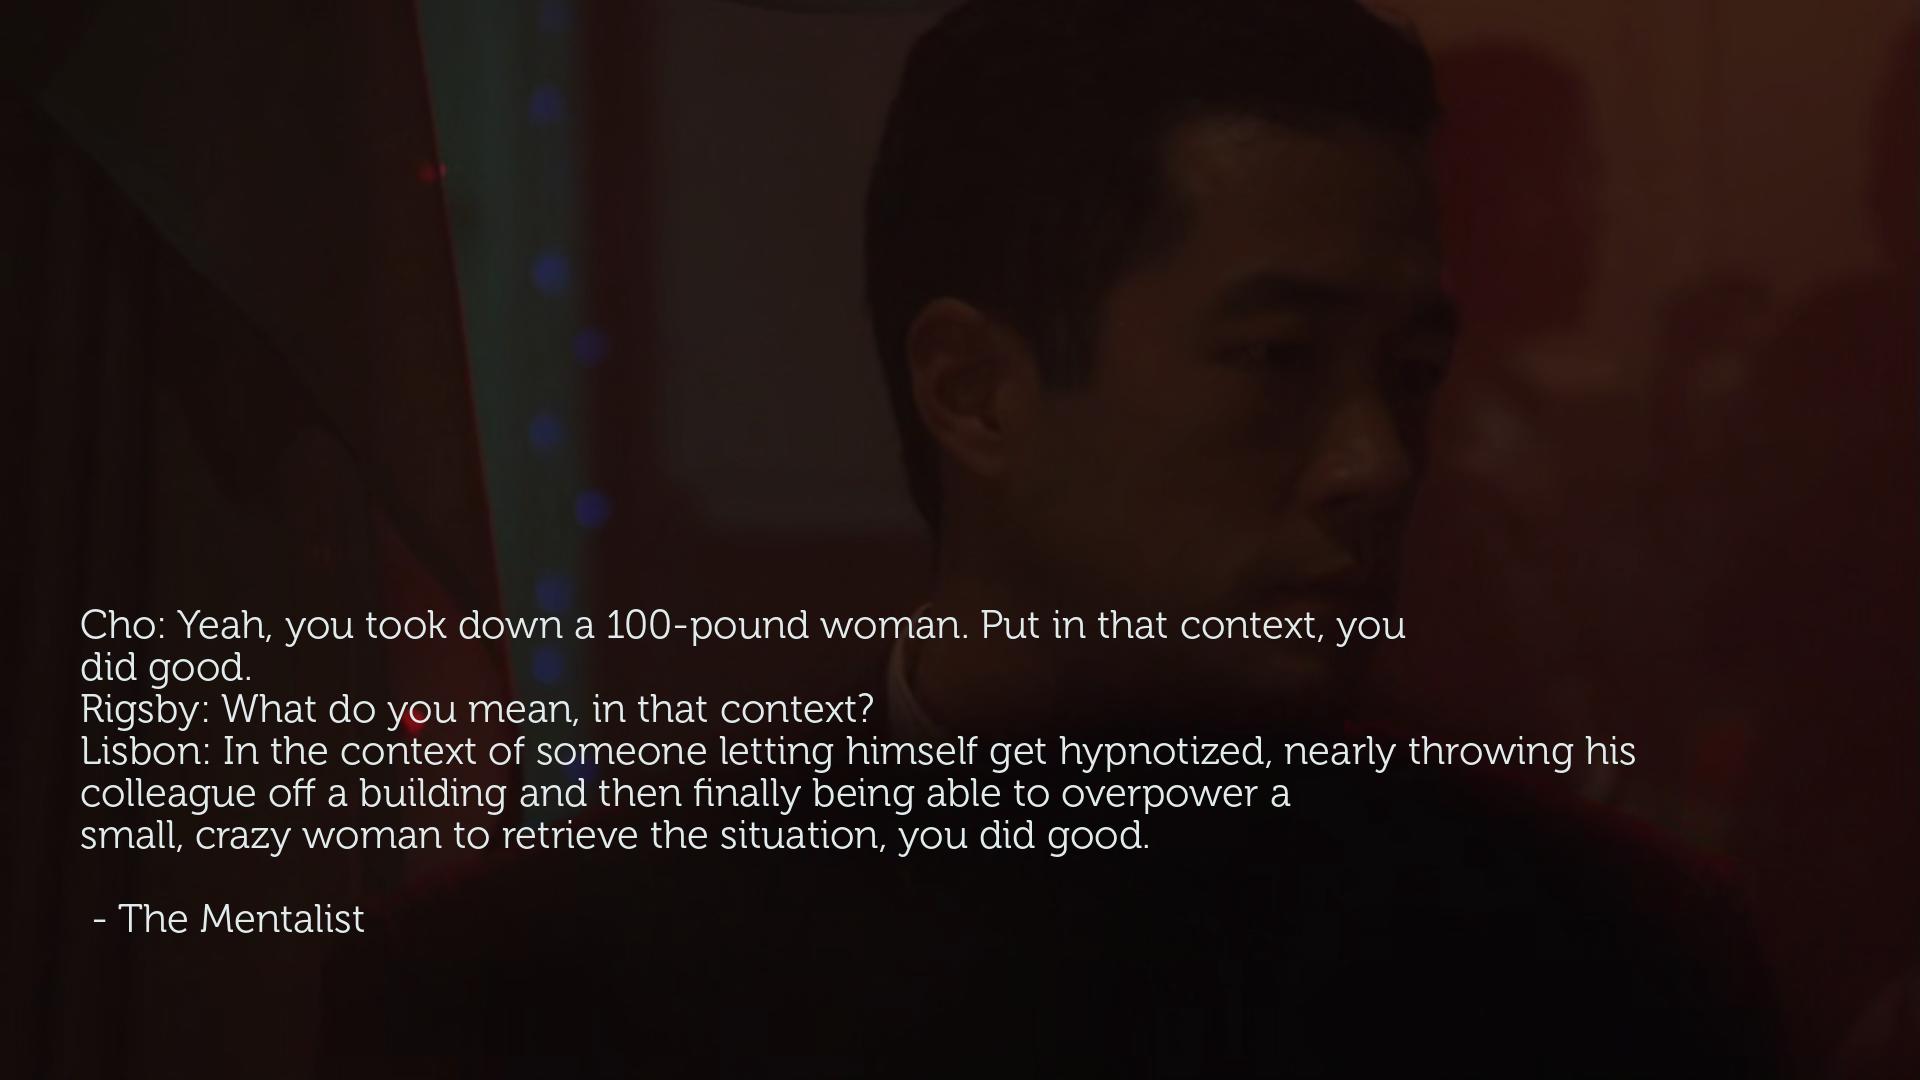 Cho: Yeah, you took down a 100-pound woman. Put in that context, you
did good.
Rigsby: What do you mean, in that context?
Lisbon: In the context of someone letting himself get hypnotized, nearly throwing his
colleague off a building and then finally being able to overpower a
small, crazy woman to retrieve the situation, you did good.
- The Mentalist